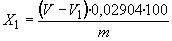 X₁ = (V − V₁)·0,02904·100 / m